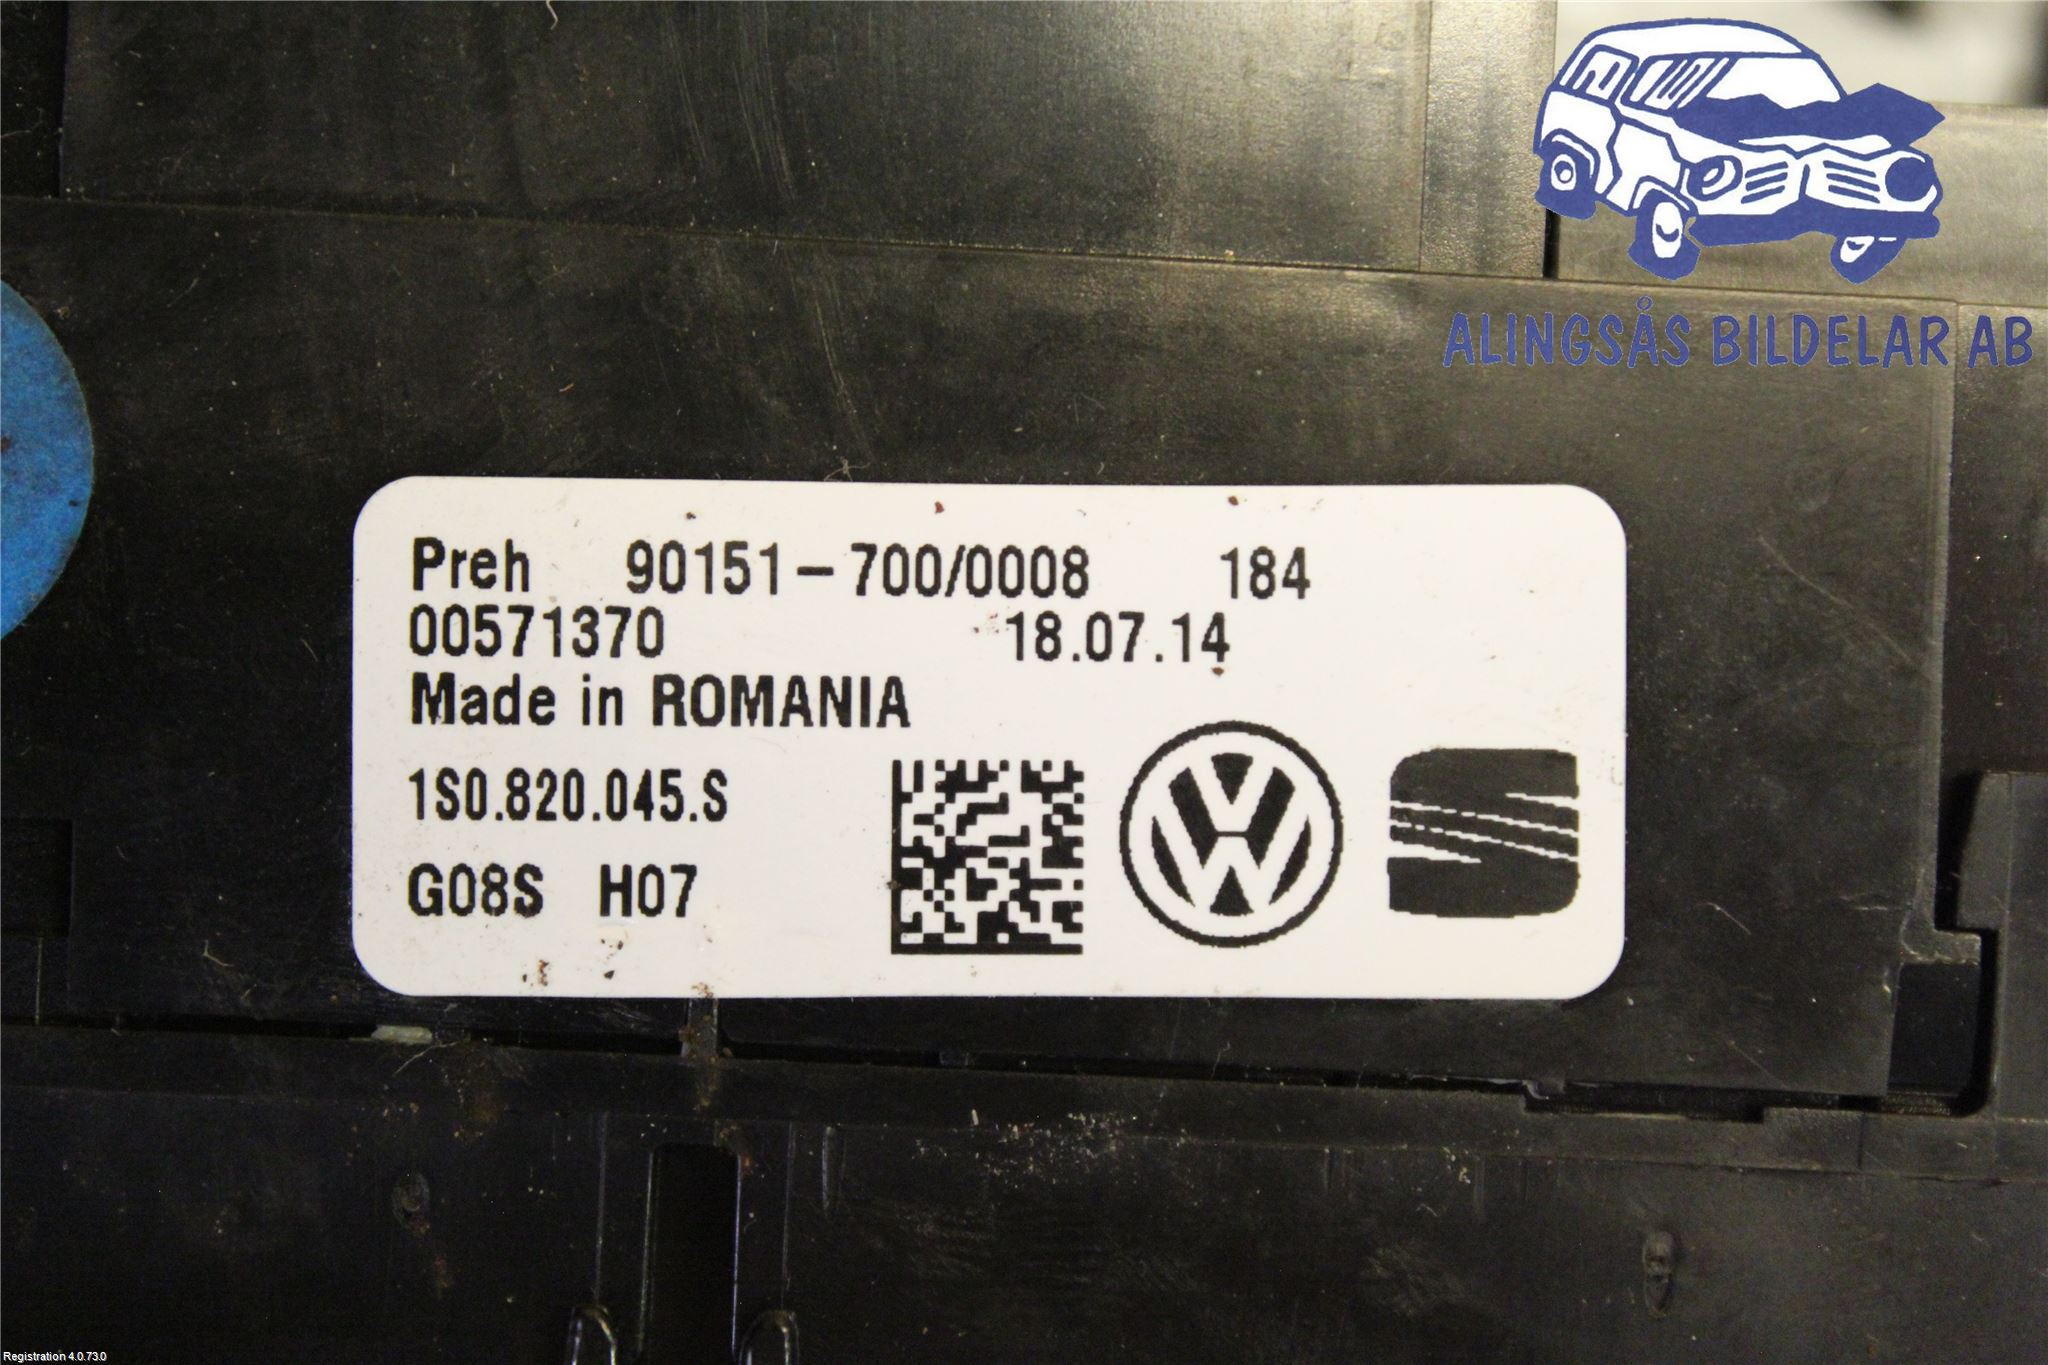 ALINGSÅS BILDELAR AB
Preh 90151-700/0008 184
00571370 18.07.14
Made in ROMANIA
1S0.820.045.S
G08S H07
Registration 4.0.73.0